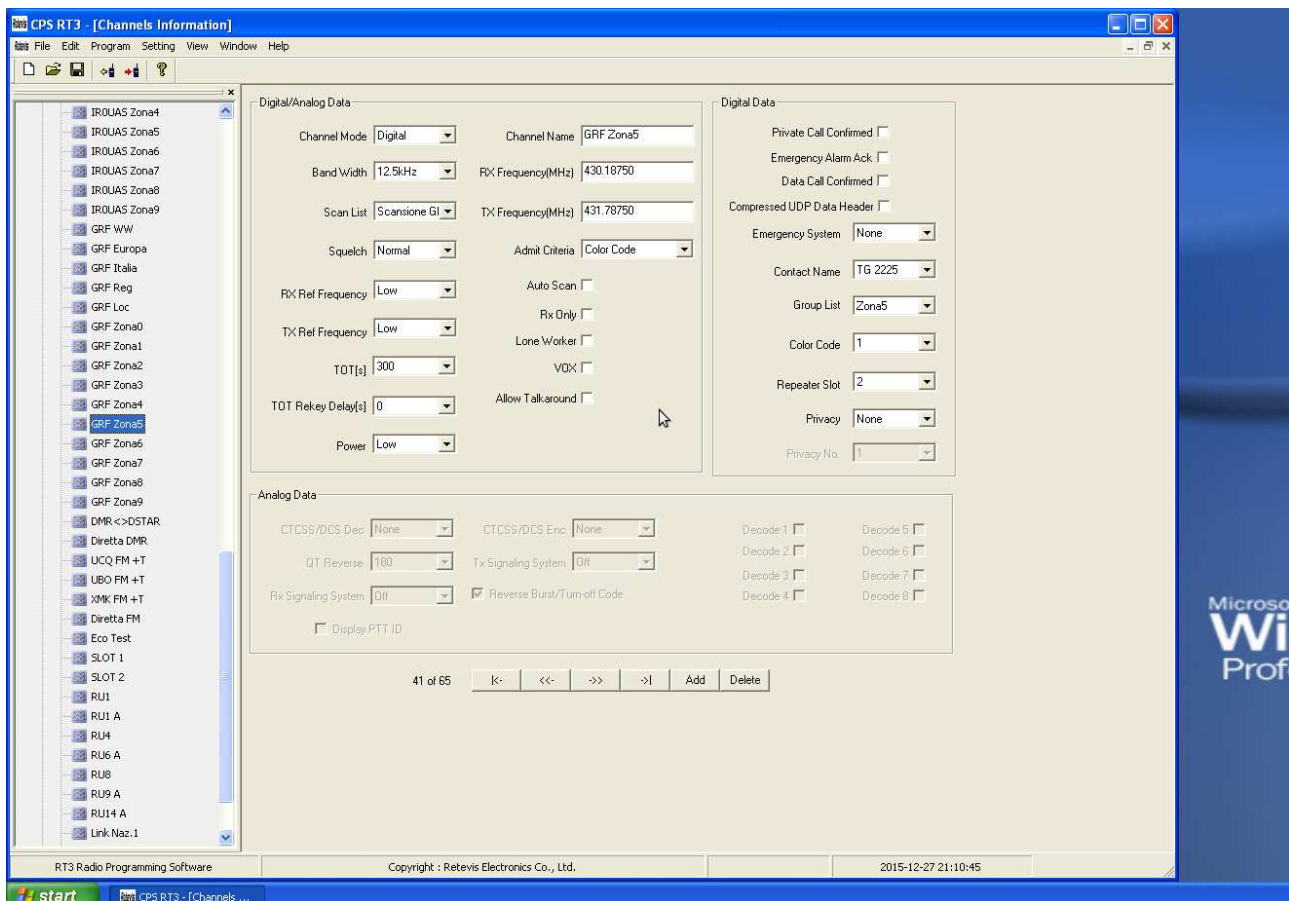 CPS RT3 - [Channels Information]
File Edit Program Setting View Window Help
IR0UAS Zona4
IR0UAS Zona5
IR0UAS Zona6
IR0UAS Zona7
IR0UAS Zona8
IR0UAS Zona9
GRF WW
GRF Europa
GRF Italia
GRF Reg
GRF Loc
GRF Zona0
GRF Zona1
GRF Zona2
GRF Zona3
GRF Zona4
GRF Zona5
GRF Zona6
GRF Zona7
GRF Zona8
GRF Zona9
DMR<>DSTAR
Diretta DMR
UCQ FM +T
UBO FM +T
XMK FM +T
Diretta FM
Eco Test
SLOT 1
SLOT 2
RU1
RU1 A
RU4
RU6 A
RU8
RU9 A
RU14 A
Link Naz.1
Digital/Analog Data
Channel Mode Digital
Channel Name GRF Zona5
Band Width 12.5kHz
RX Frequency(MHz) 430.18750
Scan List Scansione Gl
TX Frequency(MHz) 431.78750
Squelch Normal
Admit Criteria Color Code
RX Ref Frequency Low
Auto Scan
Rx Only
TX Ref Frequency Low
Lone Worker
TOT[s] 300
VOX
TOT Rekey Delay[s] 0
Allow Talkaround
Power Low
Digital Data
Private Call Confirmed
Emergency Alarm Ack
Data Call Confirmed
Compressed UDP Data Header
Emergency System None
Contact Name TG 2225
Group List Zona5
Color Code 1
Repeater Slot 2
Privacy None
Privacy No. 1
Analog Data
CTCSS/DCS Dec None
CTCSS/DCS Enc None
Decode 1 Decode 5
QT Reverse 180
Tx Signaling System Off
Decode 2 Decode 6
Rx Signaling System Off
Reverse Burst/Turn-off Code
Decode 3 Decode 7
Decode 4 Decode 8
Display PTT ID
41 of 65 |<- <<- ->> ->| Add Delete
RT3 Radio Programming Software
Copyright : Retevis Electronics Co., Ltd.
2015-12-27 21:10:45
start
CPS RT3 - [Channels ...
Microso
Wi
Prof